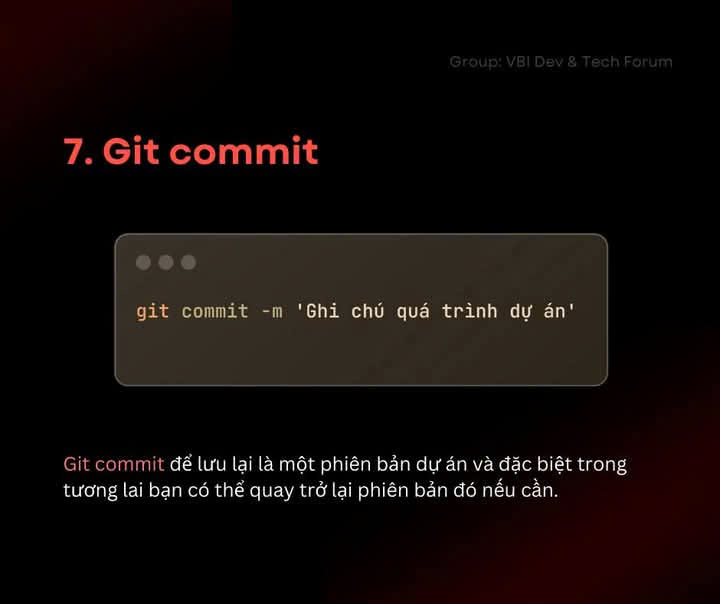 Group: VBI Dev & Tech Forum
7. Git commit
git commit -m 'Ghi chú quá trình dự án'
Git commit để lưu lại là một phiên bản dự án và đặc biệt trong
tương lai bạn có thể quay trở lại phiên bản đó nếu cần.